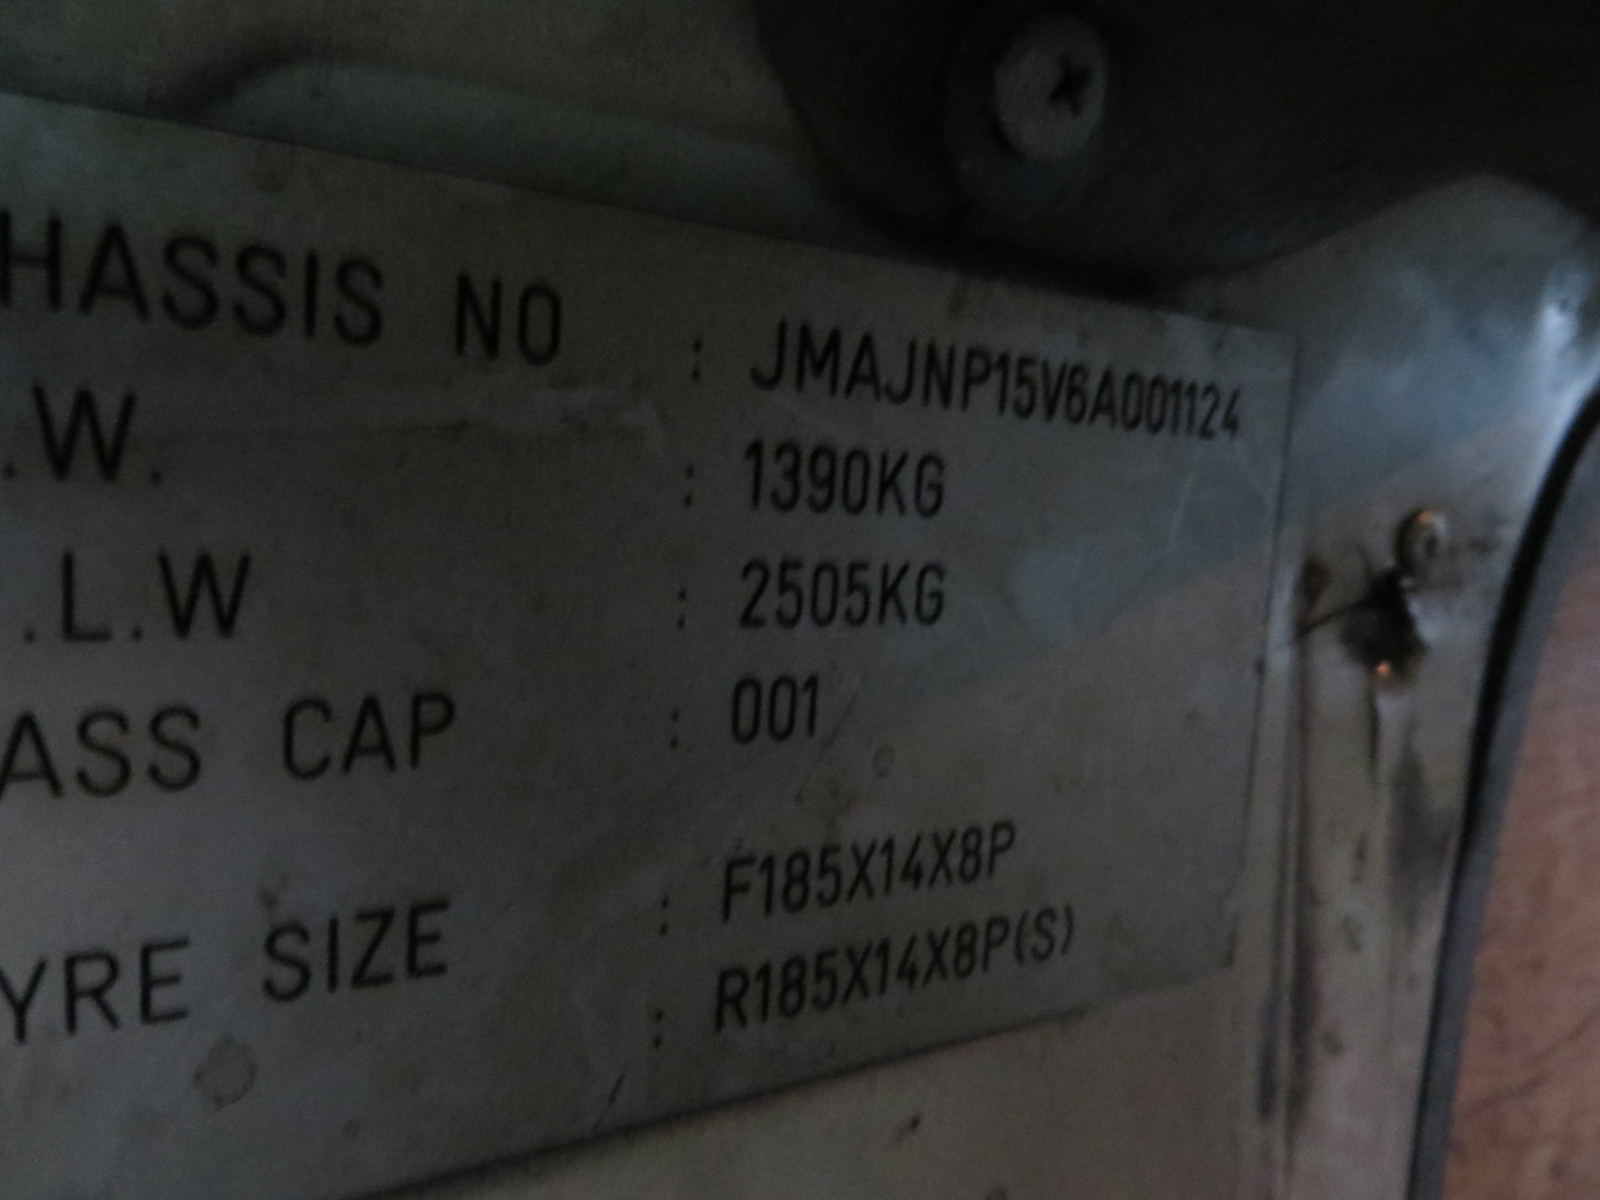 HASSIS NO : JMAJNP15V6A001124
.W. : 1390KG
.L.W : 2505KG
ASS CAP : 001
YRE SIZE : F185X14X8P
: R185X14X8P(S)